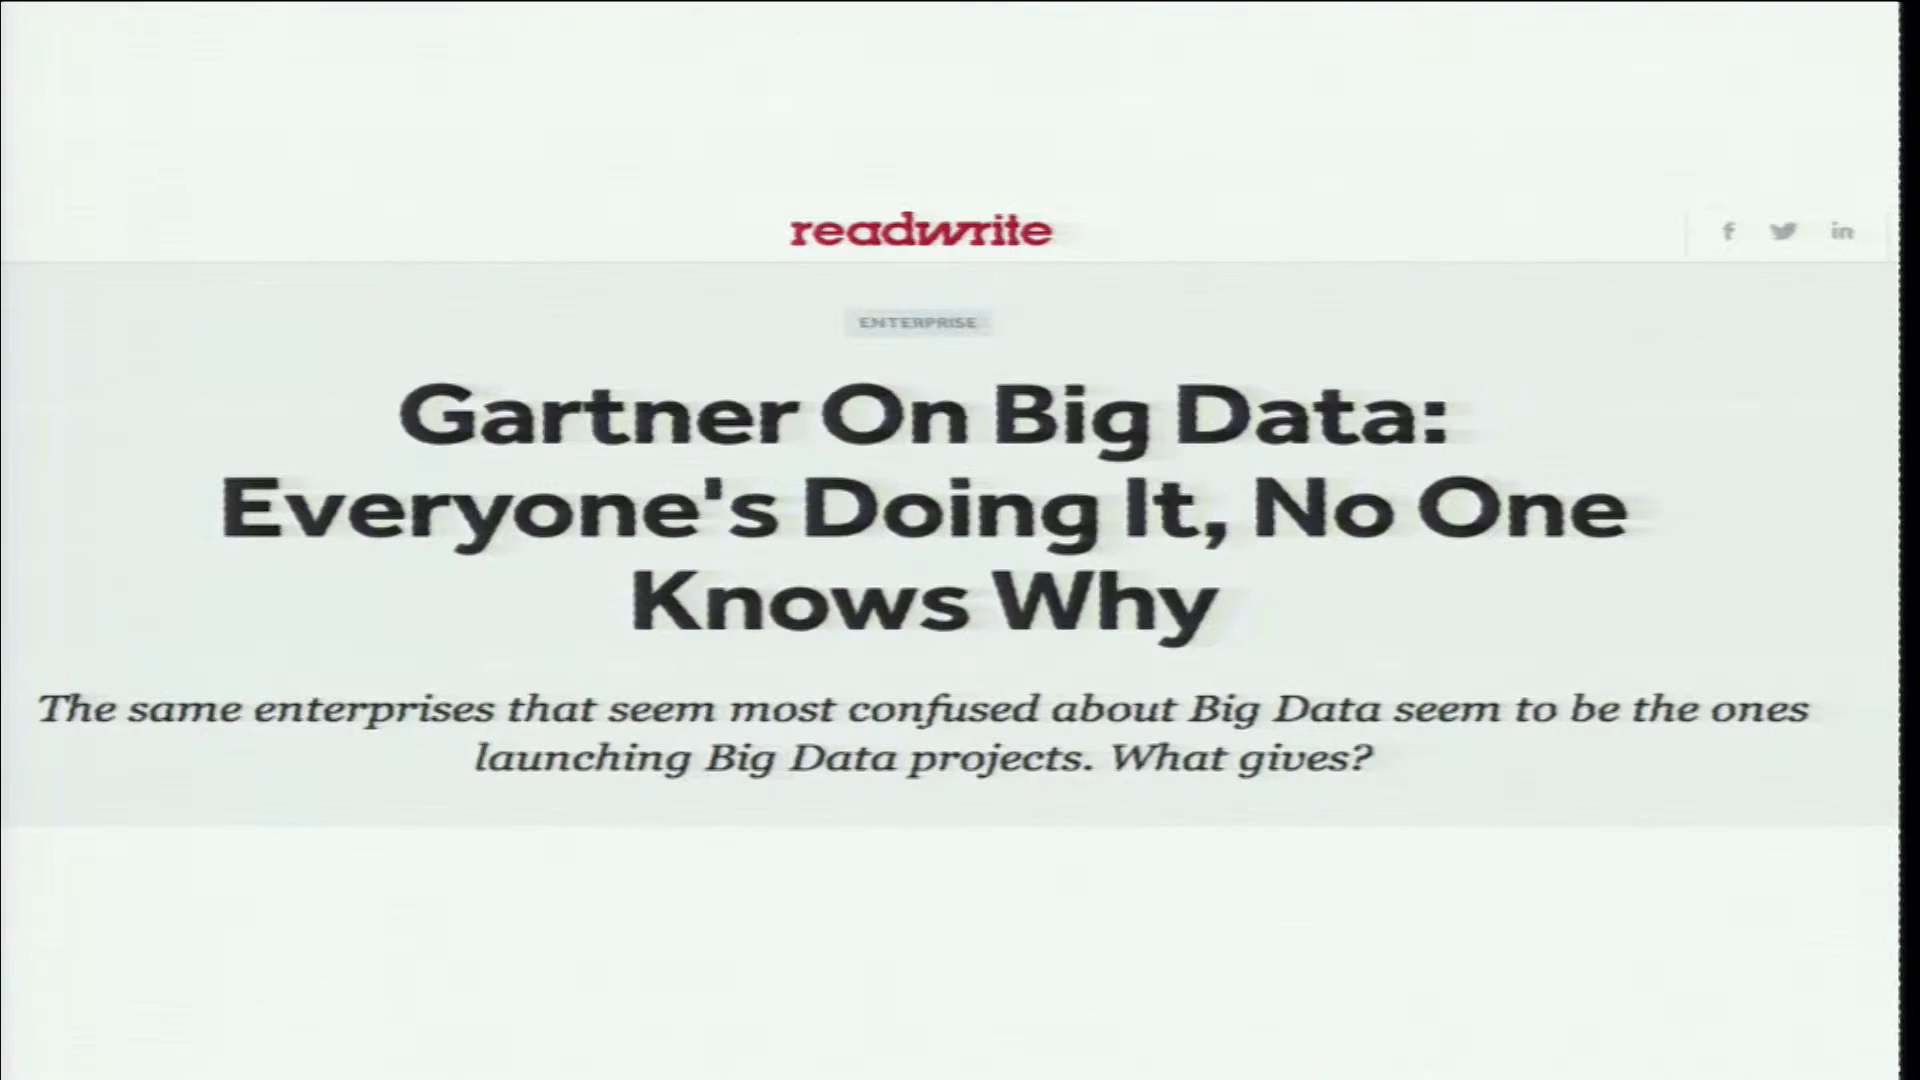 readwrite
ENTERPRISE
Gartner On Big Data:
Everyone's Doing It, No One
Knows Why
The same enterprises that seem most confused about Big Data seem to be the ones
launching Big Data projects. What gives?